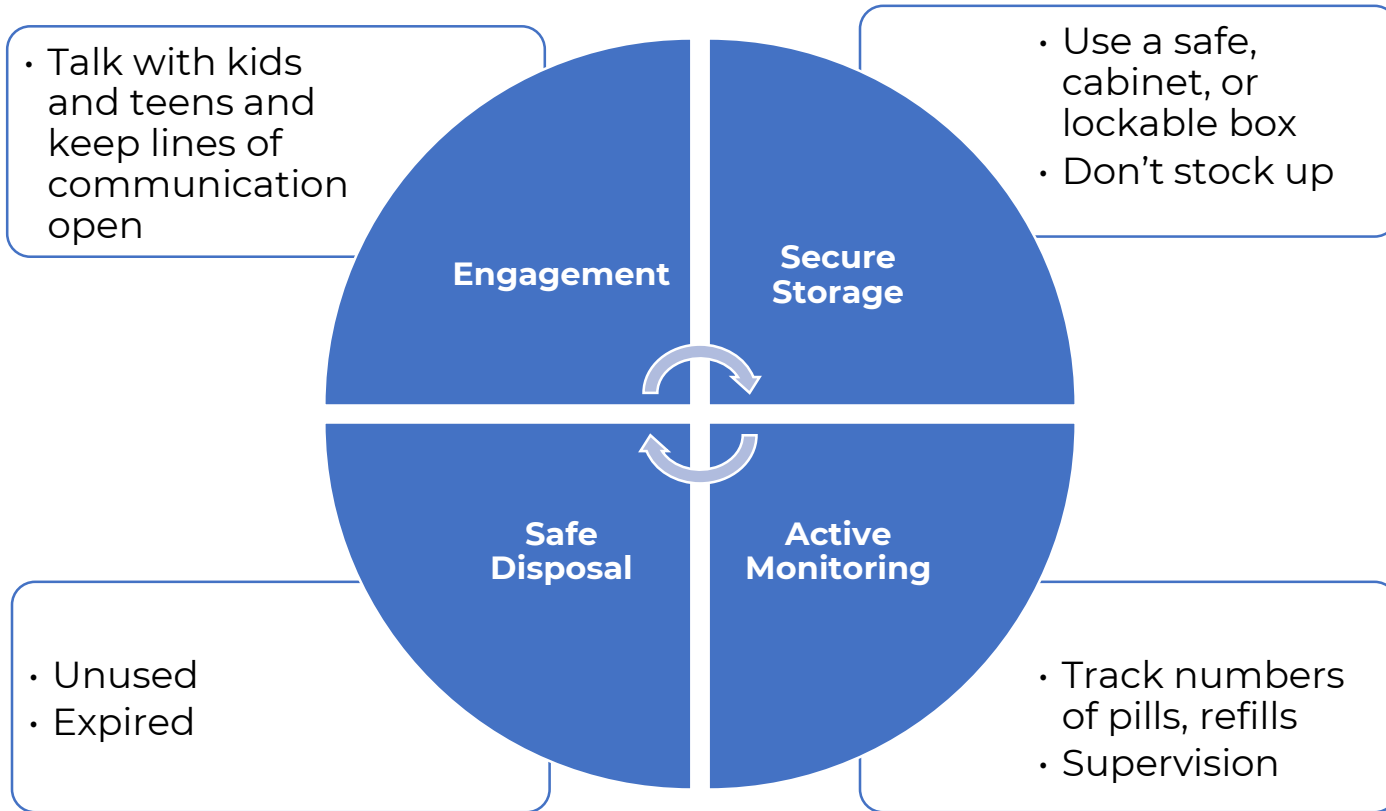 · Talk with kids
and teens and
keep lines of
communication
open
· Use a safe,
cabinet, or
lockable box
· Don’t stock up
Engagement
Secure
Storage
Safe
Disposal
Active
Monitoring
· Unused
· Expired
· Track numbers
of pills, refills
· Supervision